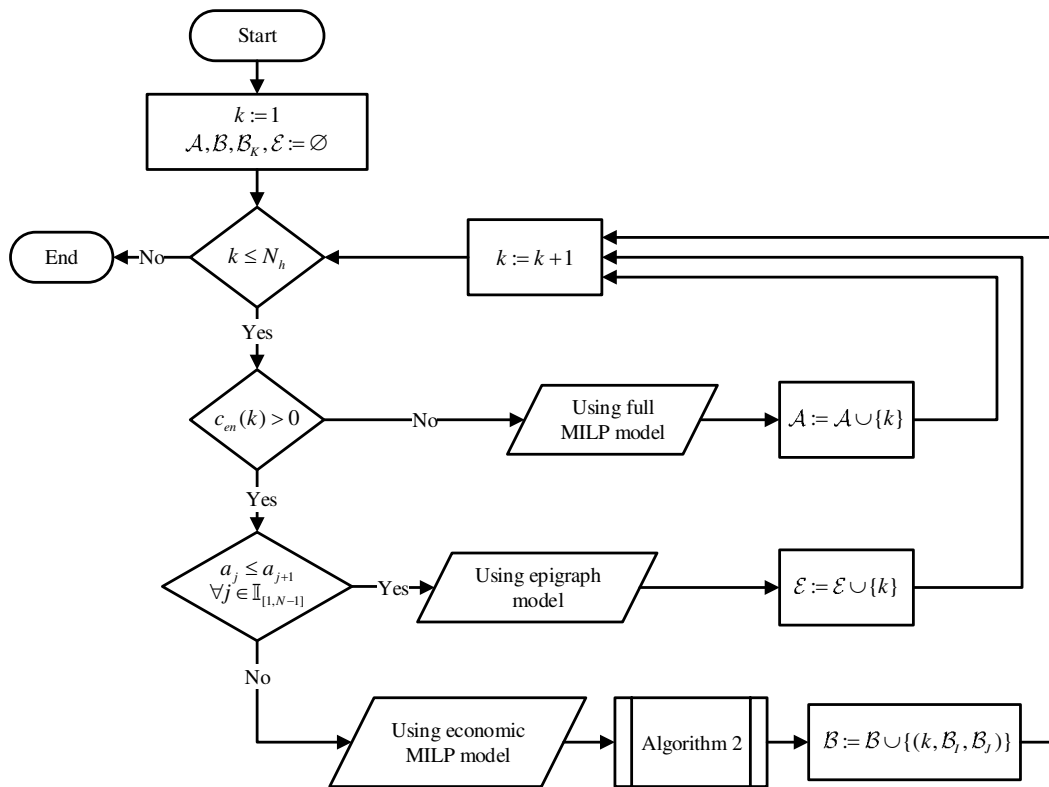 Start
k := 1
𝒜, ℬ, ℬ_K, ℰ := ∅
End
No
k ≤ N_h
k := k + 1
Yes
c_en(k) > 0
No
Using full
MILP model
𝒜 := 𝒜 ∪ {k}
Yes
a_j ≤ a_{j+1}
∀j ∈ 𝕀_{[1,N−1]}
Yes
Using epigraph
model
ℰ := ℰ ∪ {k}
No
Using economic
MILP model
Algorithm 2
ℬ := ℬ ∪ {(k, ℬ_I, ℬ_J)}